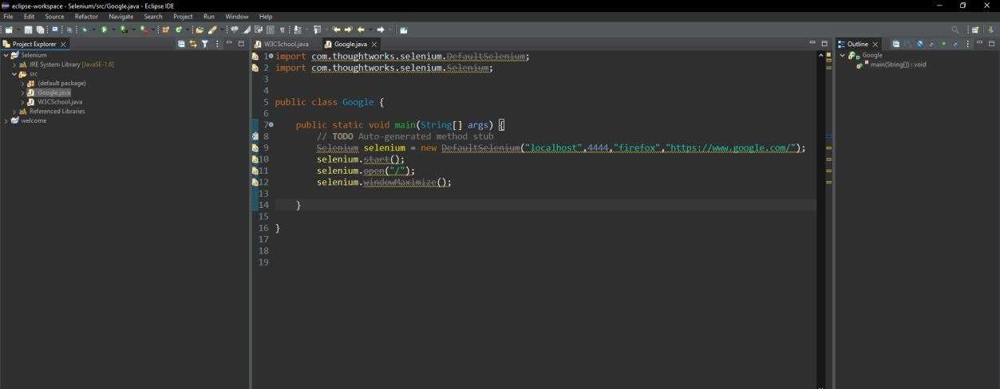 eclipse-workspace - Selenium/src/Google.java - Eclipse IDE
File Edit Source Refactor Navigate Search Project Run Window Help
Project Explorer
Selenium
JRE System Library [JavaSE-1.6]
src
(default package)
Google.java
W3CSchool.java
Referenced Libraries
welcome
W3CSchool.java Google.java
1 import com.thoughtworks.selenium.DefaultSelenium;
2 import com.thoughtworks.selenium.Selenium;
3
4
5 public class Google {
6
7 public static void main(String[] args) {
8 // TODO Auto-generated method stub
9 Selenium selenium = new DefaultSelenium("localhost",4444,"firefox","https://www.google.com/");
10 selenium.start();
11 selenium.open("/");
12 selenium.windowMaximize();
13
14 }
15
16 }
17
18
19
Outline
Google
main(String[]) : void